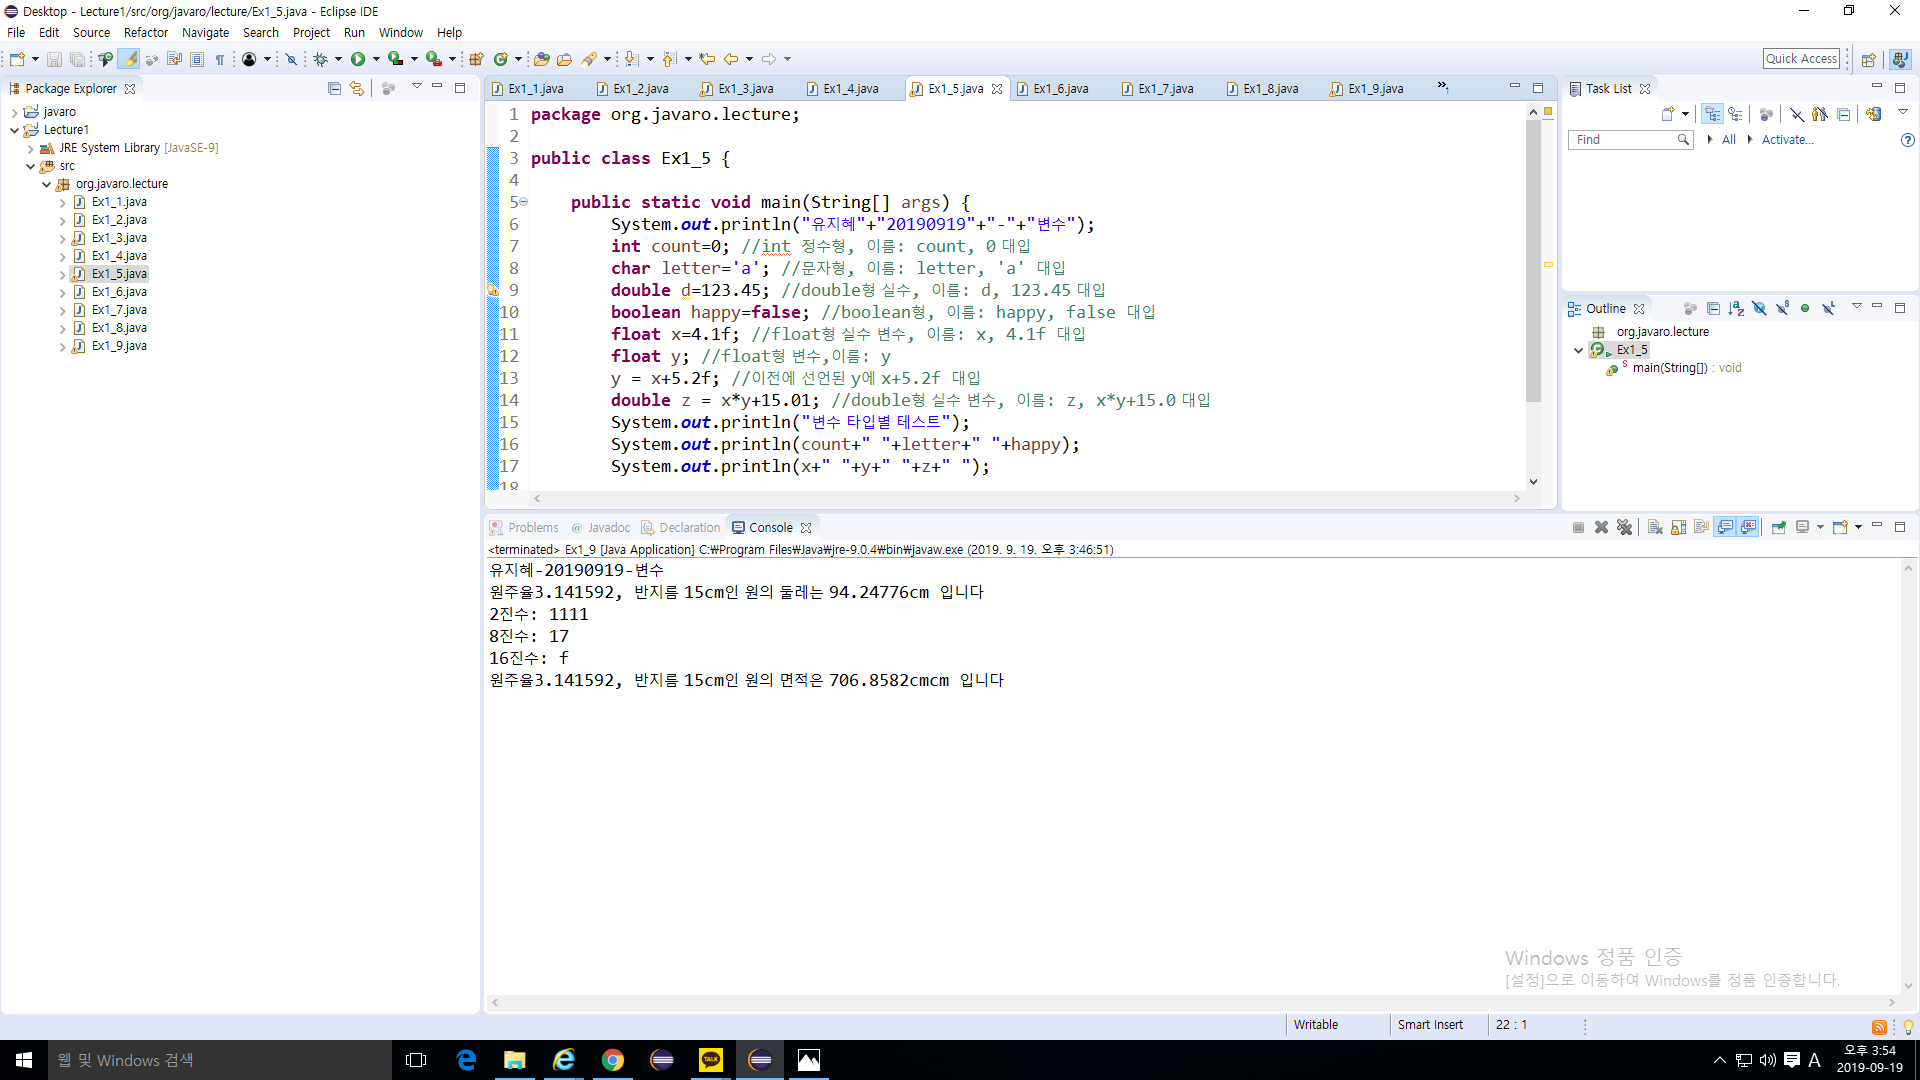 Desktop - Lecture1/src/org/javaro/lecture/Ex1_5.java - Eclipse IDE
File Edit Source Refactor Navigate Search Project Run Window Help
Quick Access
Package Explorer
javaro
Lecture1
JRE System Library [JavaSE-9]
src
org.javaro.lecture
Ex1_1.java
Ex1_2.java
Ex1_3.java
Ex1_4.java
Ex1_5.java
Ex1_6.java
Ex1_7.java
Ex1_8.java
Ex1_9.java
Ex1_1.java Ex1_2.java Ex1_3.java Ex1_4.java Ex1_5.java Ex1_6.java Ex1_7.java Ex1_8.java Ex1_9.java »1
1 package org.javaro.lecture;
2
3 public class Ex1_5 {
4
5 public static void main(String[] args) {
6 System.out.println("유지혜"+"20190919"+"-"+"변수");
7 int count=0; //int 정수형, 이름: count, 0 대입
8 char letter='a'; //문자형, 이름: letter, 'a' 대입
9 double d=123.45; //double형 실수, 이름: d, 123.45 대입
10 boolean happy=false; //boolean형, 이름: happy, false 대입
11 float x=4.1f; //float형 실수 변수, 이름: x, 4.1f 대입
12 float y; //float형 변수,이름: y
13 y = x+5.2f; //이전에 선언된 y에 x+5.2f 대입
14 double z = x*y+15.01; //double형 실수 변수, 이름: z, x*y+15.0 대입
15 System.out.println("변수 타입별 테스트");
16 System.out.println(count+" "+letter+" "+happy);
17 System.out.println(x+" "+y+" "+z+" ");
18
Task List
Find All Activate...
Outline
org.javaro.lecture
Ex1_5
main(String[]) : void
Problems @ Javadoc Declaration Console
<terminated> Ex1_9 [Java Application] C:₩Program Files₩Java₩jre-9.0.4₩bin₩javaw.exe (2019. 9. 19. 오후 3:46:51)
유지혜-20190919-변수
원주율3.141592, 반지름 15cm인 원의 둘레는 94.24776cm 입니다
2진수: 1111
8진수: 17
16진수: f
원주율3.141592, 반지름 15cm인 원의 면적은 706.8582cmcm 입니다
Windows 정품 인증
[설정]으로 이동하여 Windows를 정품 인증합니다.
Writable Smart Insert 22 : 1
웹 및 Windows 검색
TALK
A
오후 3:54
2019-09-19